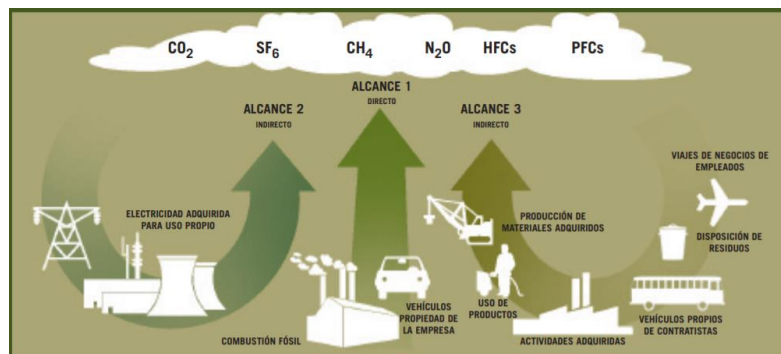 CO2 SF6 CH4 N2O HFCs PFCs
ALCANCE 1
DIRECTO
ALCANCE 2
INDIRECTO
ALCANCE 3
INDIRECTO
VIAJES DE NEGOCIOS DE
EMPLEADOS
ELECTRICIDAD ADQUIRIDA
PARA USO PROPIO
PRODUCCIÓN DE
MATERIALES ADQUIRIDOS
DISPOSICIÓN DE
RESIDUOS
COMBUSTIÓN FÓSIL
VEHÍCULOS
PROPIEDAD DE
LA EMPRESA
USO DE
PRODUCTOS
ACTIVIDADES ADQUIRIDAS
VEHÍCULOS PROPIOS
DE CONTRATISTAS